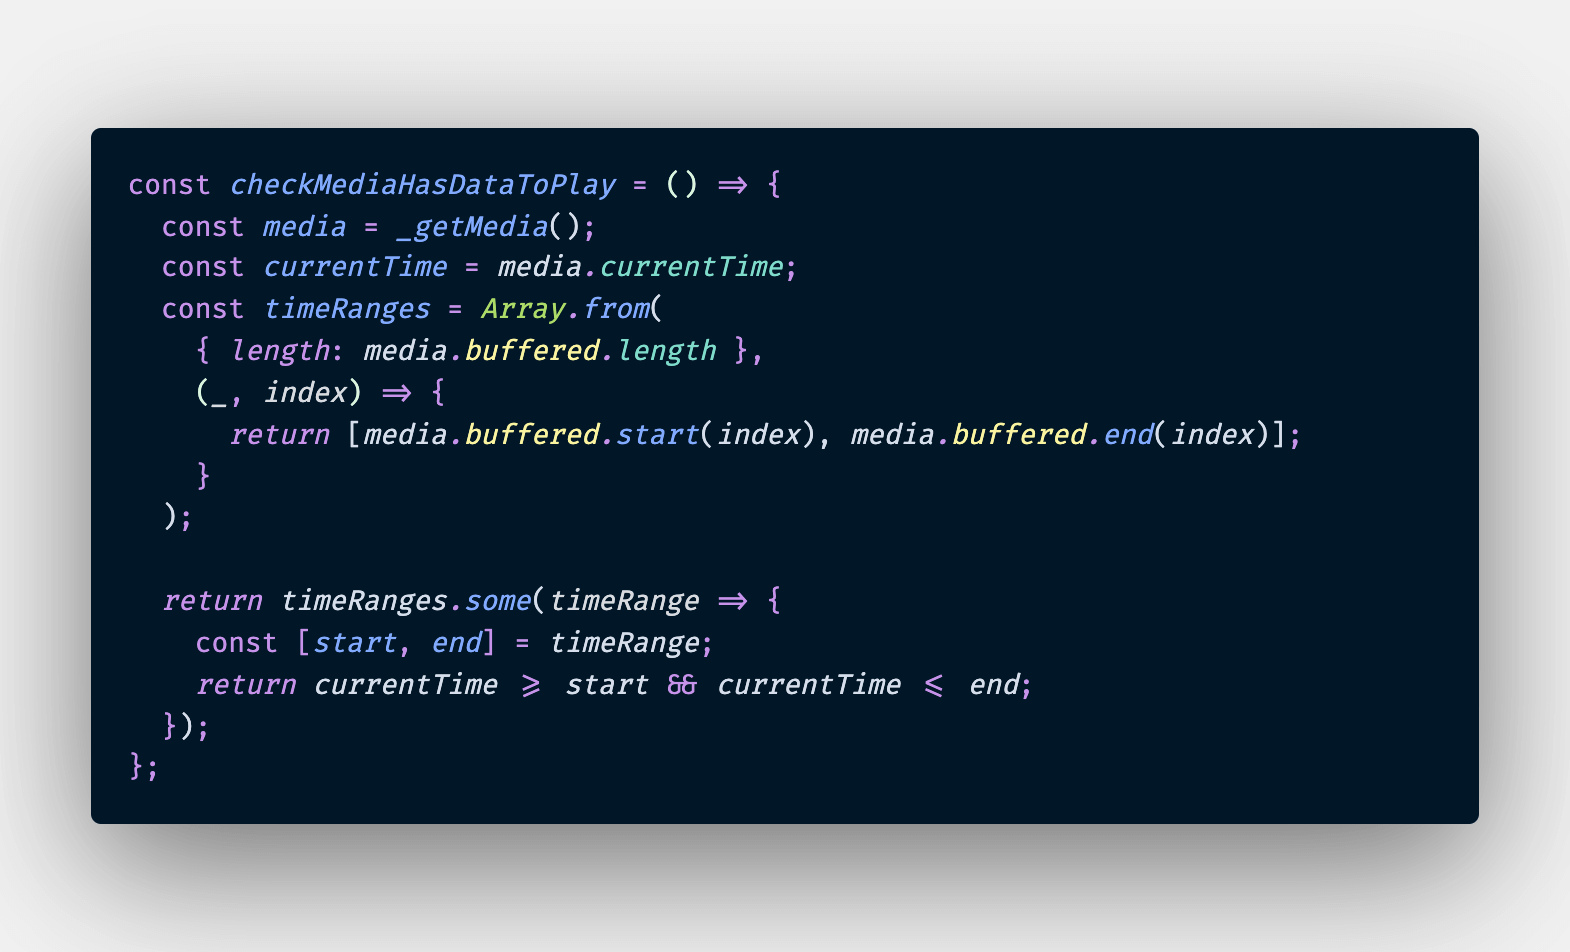 const checkMediaHasDataToPlay = () => {
  const media = _getMedia();
  const currentTime = media.currentTime;
  const timeRanges = Array.from(
    { length: media.buffered.length },
    (_, index) => {
      return [media.buffered.start(index), media.buffered.end(index)];
    }
  );

  return timeRanges.some(timeRange => {
    const [start, end] = timeRange;
    return currentTime >= start && currentTime <= end;
  });
};